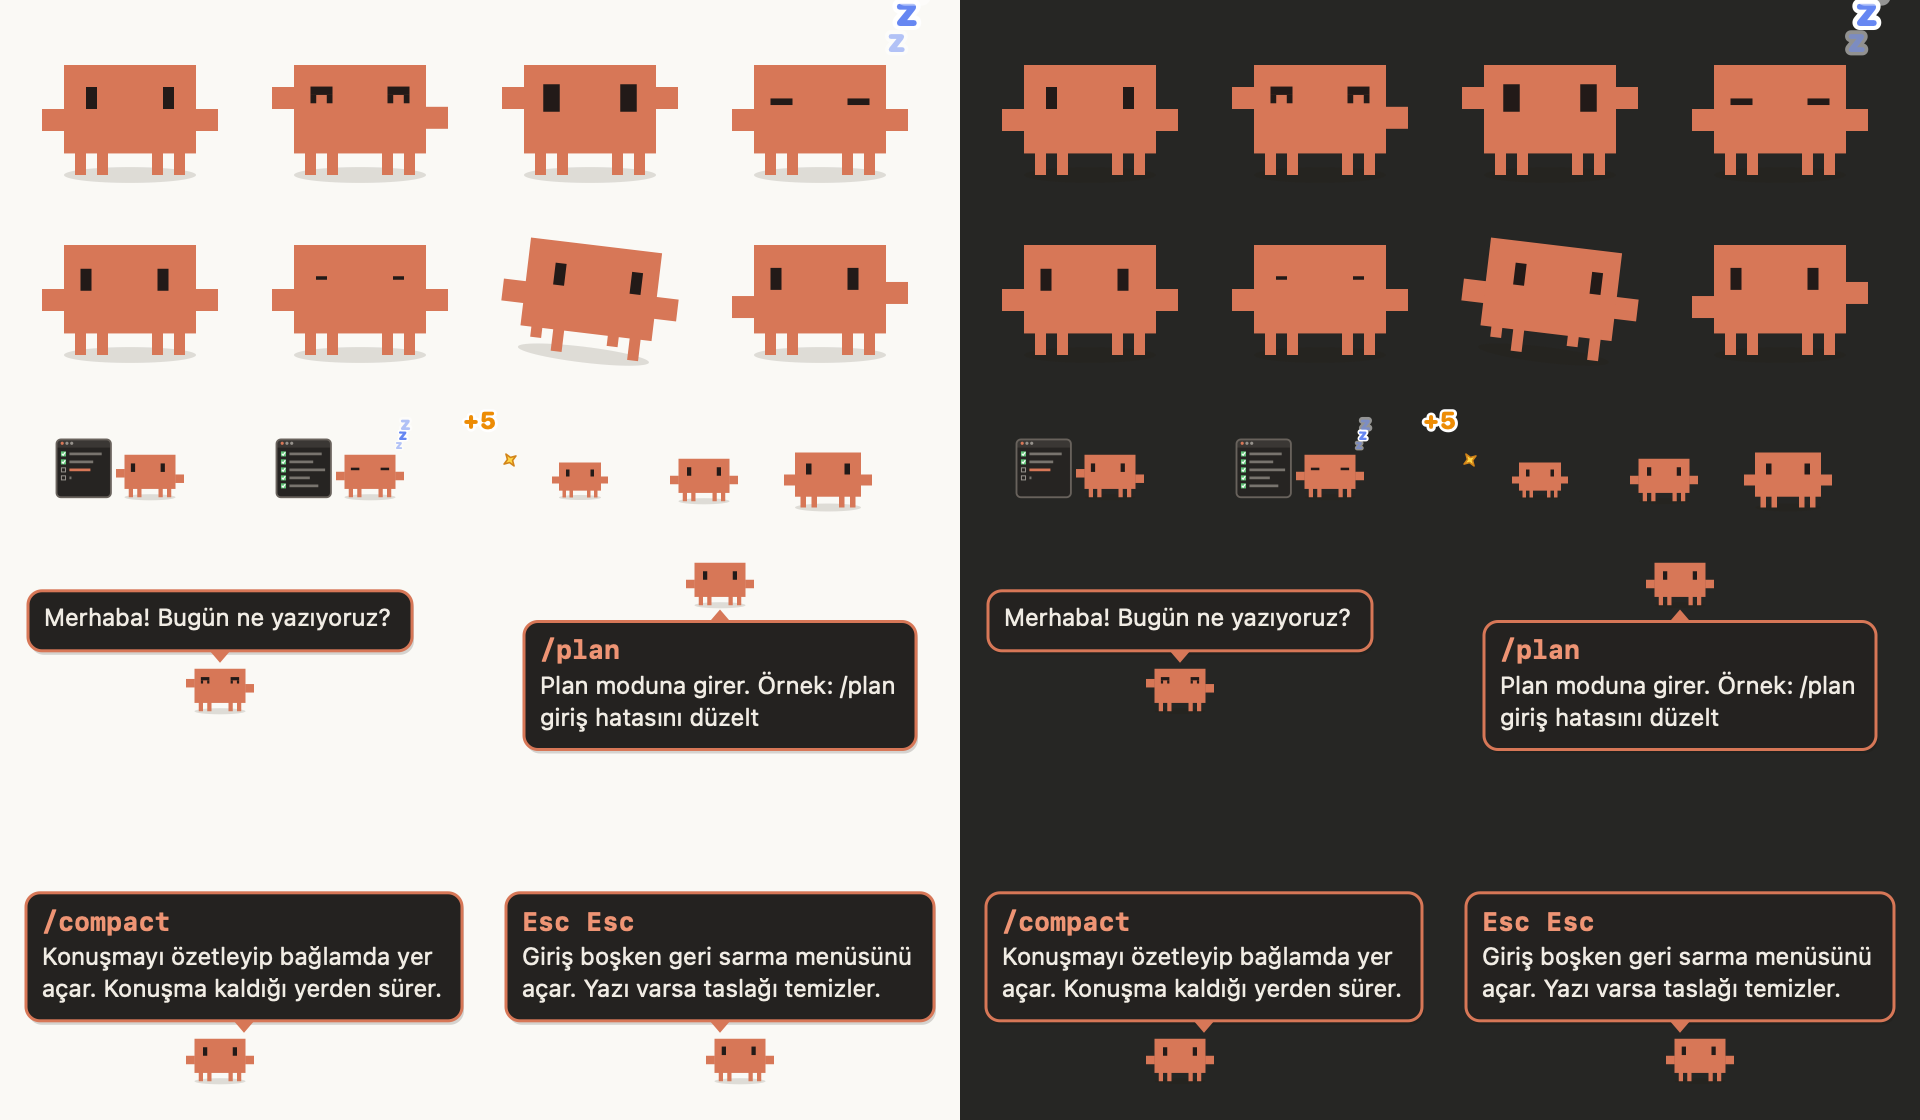 z
z
z
z
z
z
z
z
z
z
+5
+5
Merhaba! Bugün ne yazıyoruz?
/plan
Plan moduna girer. Örnek: /plan
giriş hatasını düzelt
Merhaba! Bugün ne yazıyoruz?
/plan
Plan moduna girer. Örnek: /plan
giriş hatasını düzelt
/compact
Konuşmayı özetleyip bağlamda yer
açar. Konuşma kaldığı yerden sürer.
Esc Esc
Giriş boşken geri sarma menüsünü
açar. Yazı varsa taslağı temizler.
/compact
Konuşmayı özetleyip bağlamda yer
açar. Konuşma kaldığı yerden sürer.
Esc Esc
Giriş boşken geri sarma menüsünü
açar. Yazı varsa taslağı temizler.